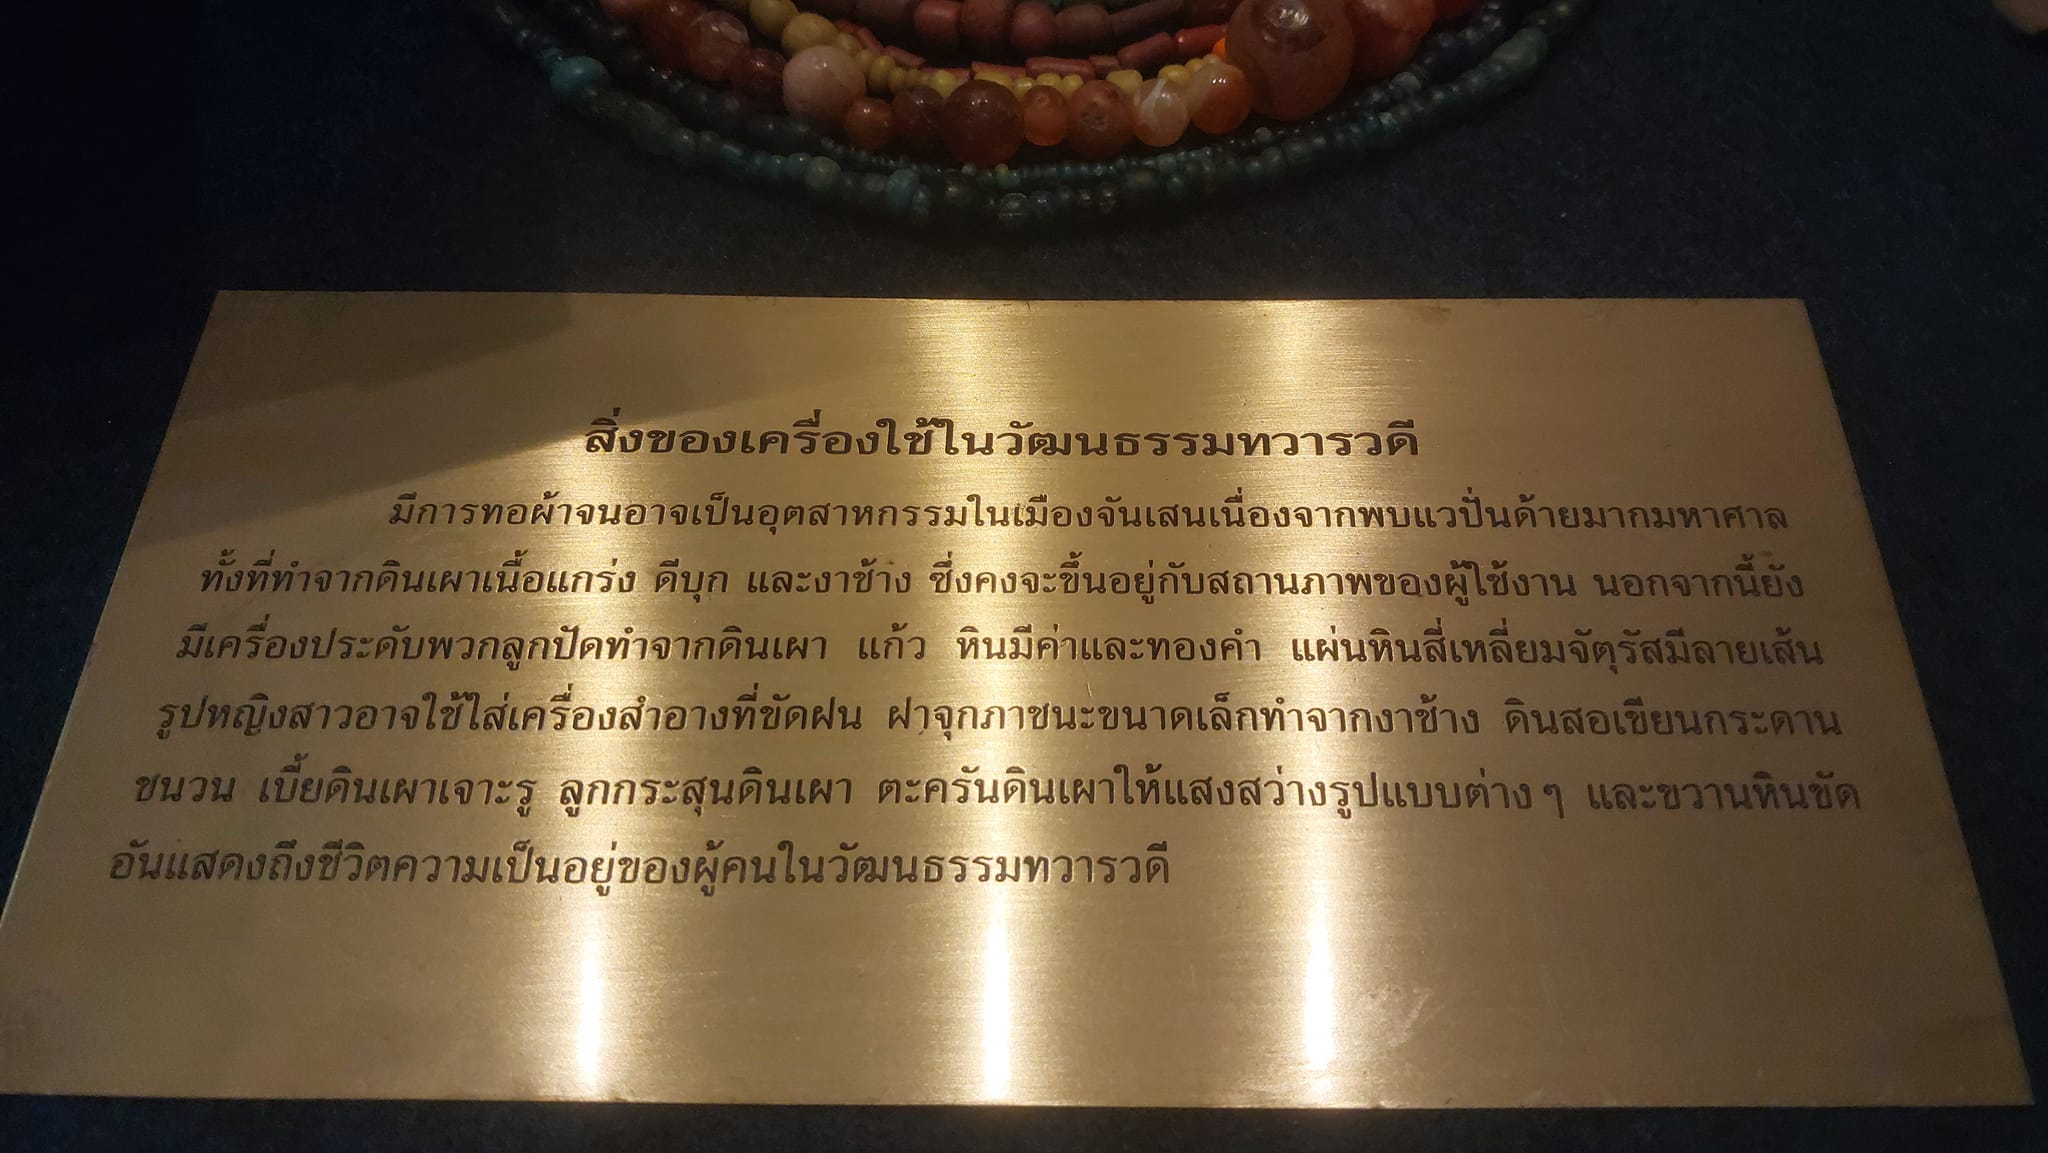 สิ่งของเครื่องใช้ในวัฒนธรรมทวารวดี
มีการทอผ้าจนอาจเป็นอุตสาหกรรมในเมืองจันเสนเนื่องจากพบแวปั่นด้ายมากมหาศาล
ทั้งที่ทำจากดินเผาเนื้อแกร่ง ดีบุก และงาช้าง ซึ่งคงจะขึ้นอยู่กับสถานภาพของผู้ใช้งาน นอกจากนี้ยัง
มีเครื่องประดับพวกลูกปัดทำจากดินเผา แก้ว หินมีค่าและทองคำ แผ่นหินสี่เหลี่ยมจัตุรัสมีลายเส้น
รูปหญิงสาวอาจใช้ใส่เครื่องสำอางที่ขัดฝน ฝาจุกภาชนะขนาดเล็กทำจากงาช้าง ดินสอเขียนกระดาน
ชนวน เบี้ยดินเผาเจาะรู ลูกกระสุนดินเผา ตะครันดินเผาให้แสงสว่างรูปแบบต่าง ๆ และขวานหินขัด
อันแสดงถึงชีวิตความเป็นอยู่ของผู้คนในวัฒนธรรมทวารวดี